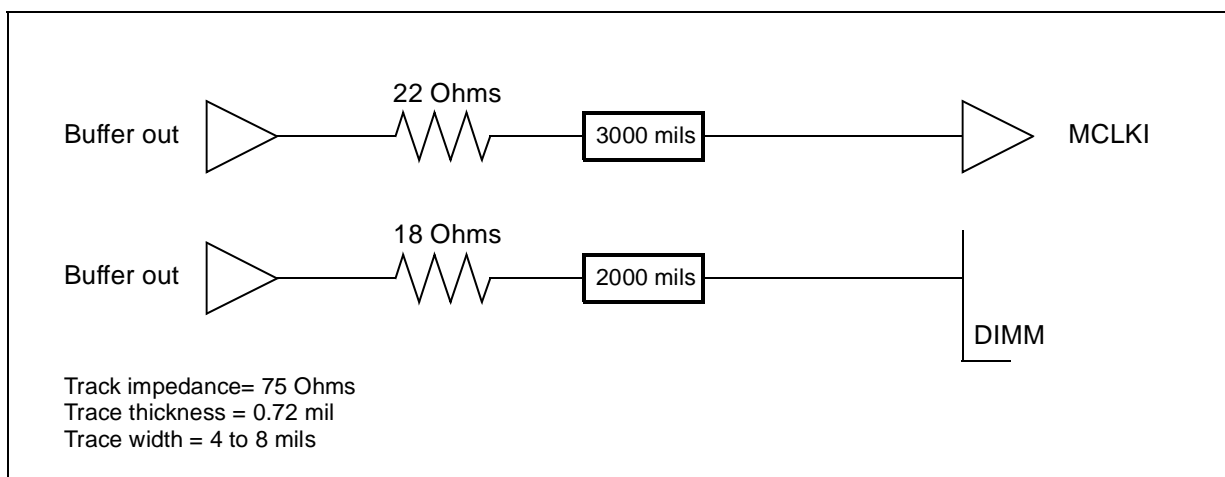 22 Ohms
Buffer out
3000 mils
MCLKI
18 Ohms
Buffer out
2000 mils
DIMM
Track impedance= 75 Ohms
Trace thickness = 0.72 mil
Trace width = 4 to 8 mils